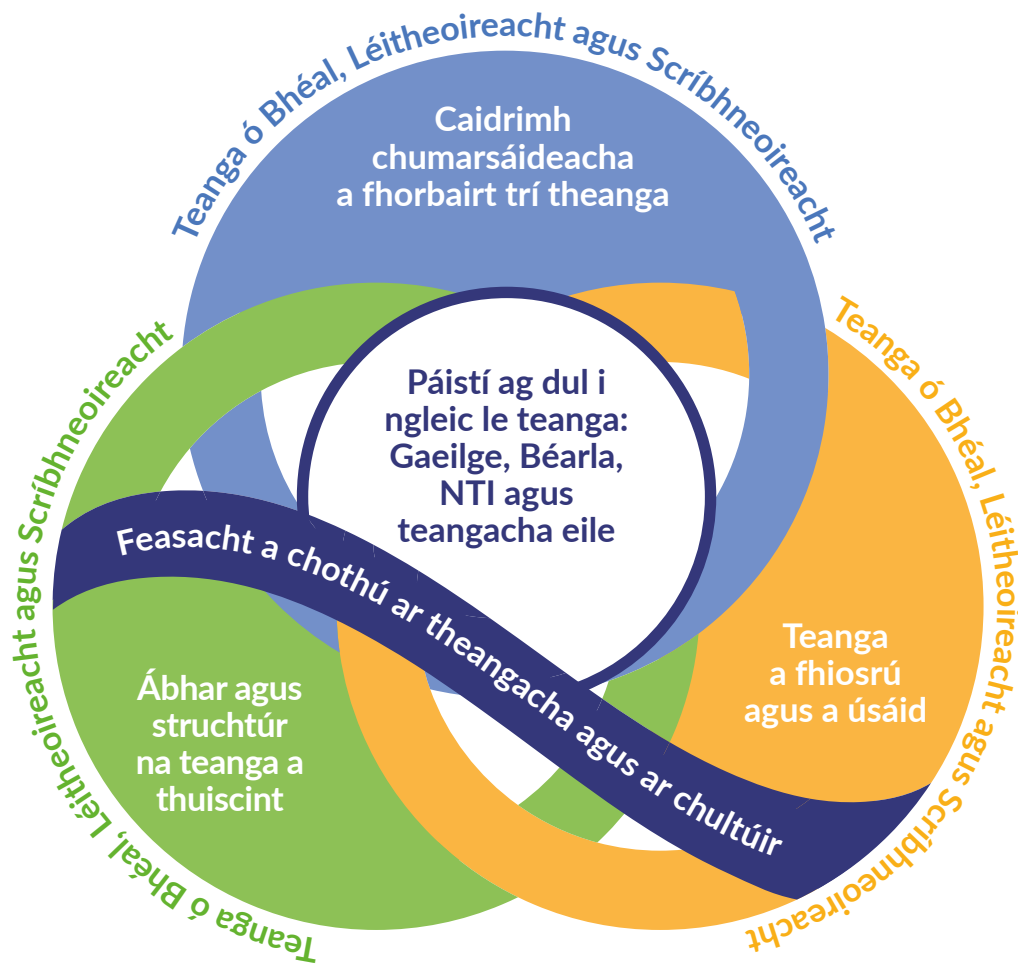 Teanga ó Bhéal, Léitheoireacht agus Scríbhneoireacht
Caidrimh
chumarsáideacha
a fhorbairt trí theanga
Teanga ó Bhéal, Léitheoireacht agus Scríbhneoireacht
Teanga ó Bhéal, Léitheoireacht agus Scríbhneoireacht
Páistí ag dul i
ngleic le teanga:
Gaeilge, Béarla,
NTI agus
teangacha eile
Feasacht a chothú ar theangacha agus ar chultúir
Teanga
a fhiosrú
agus a úsáid
Ábhar agus
struchtúr
na teanga a
thuiscint